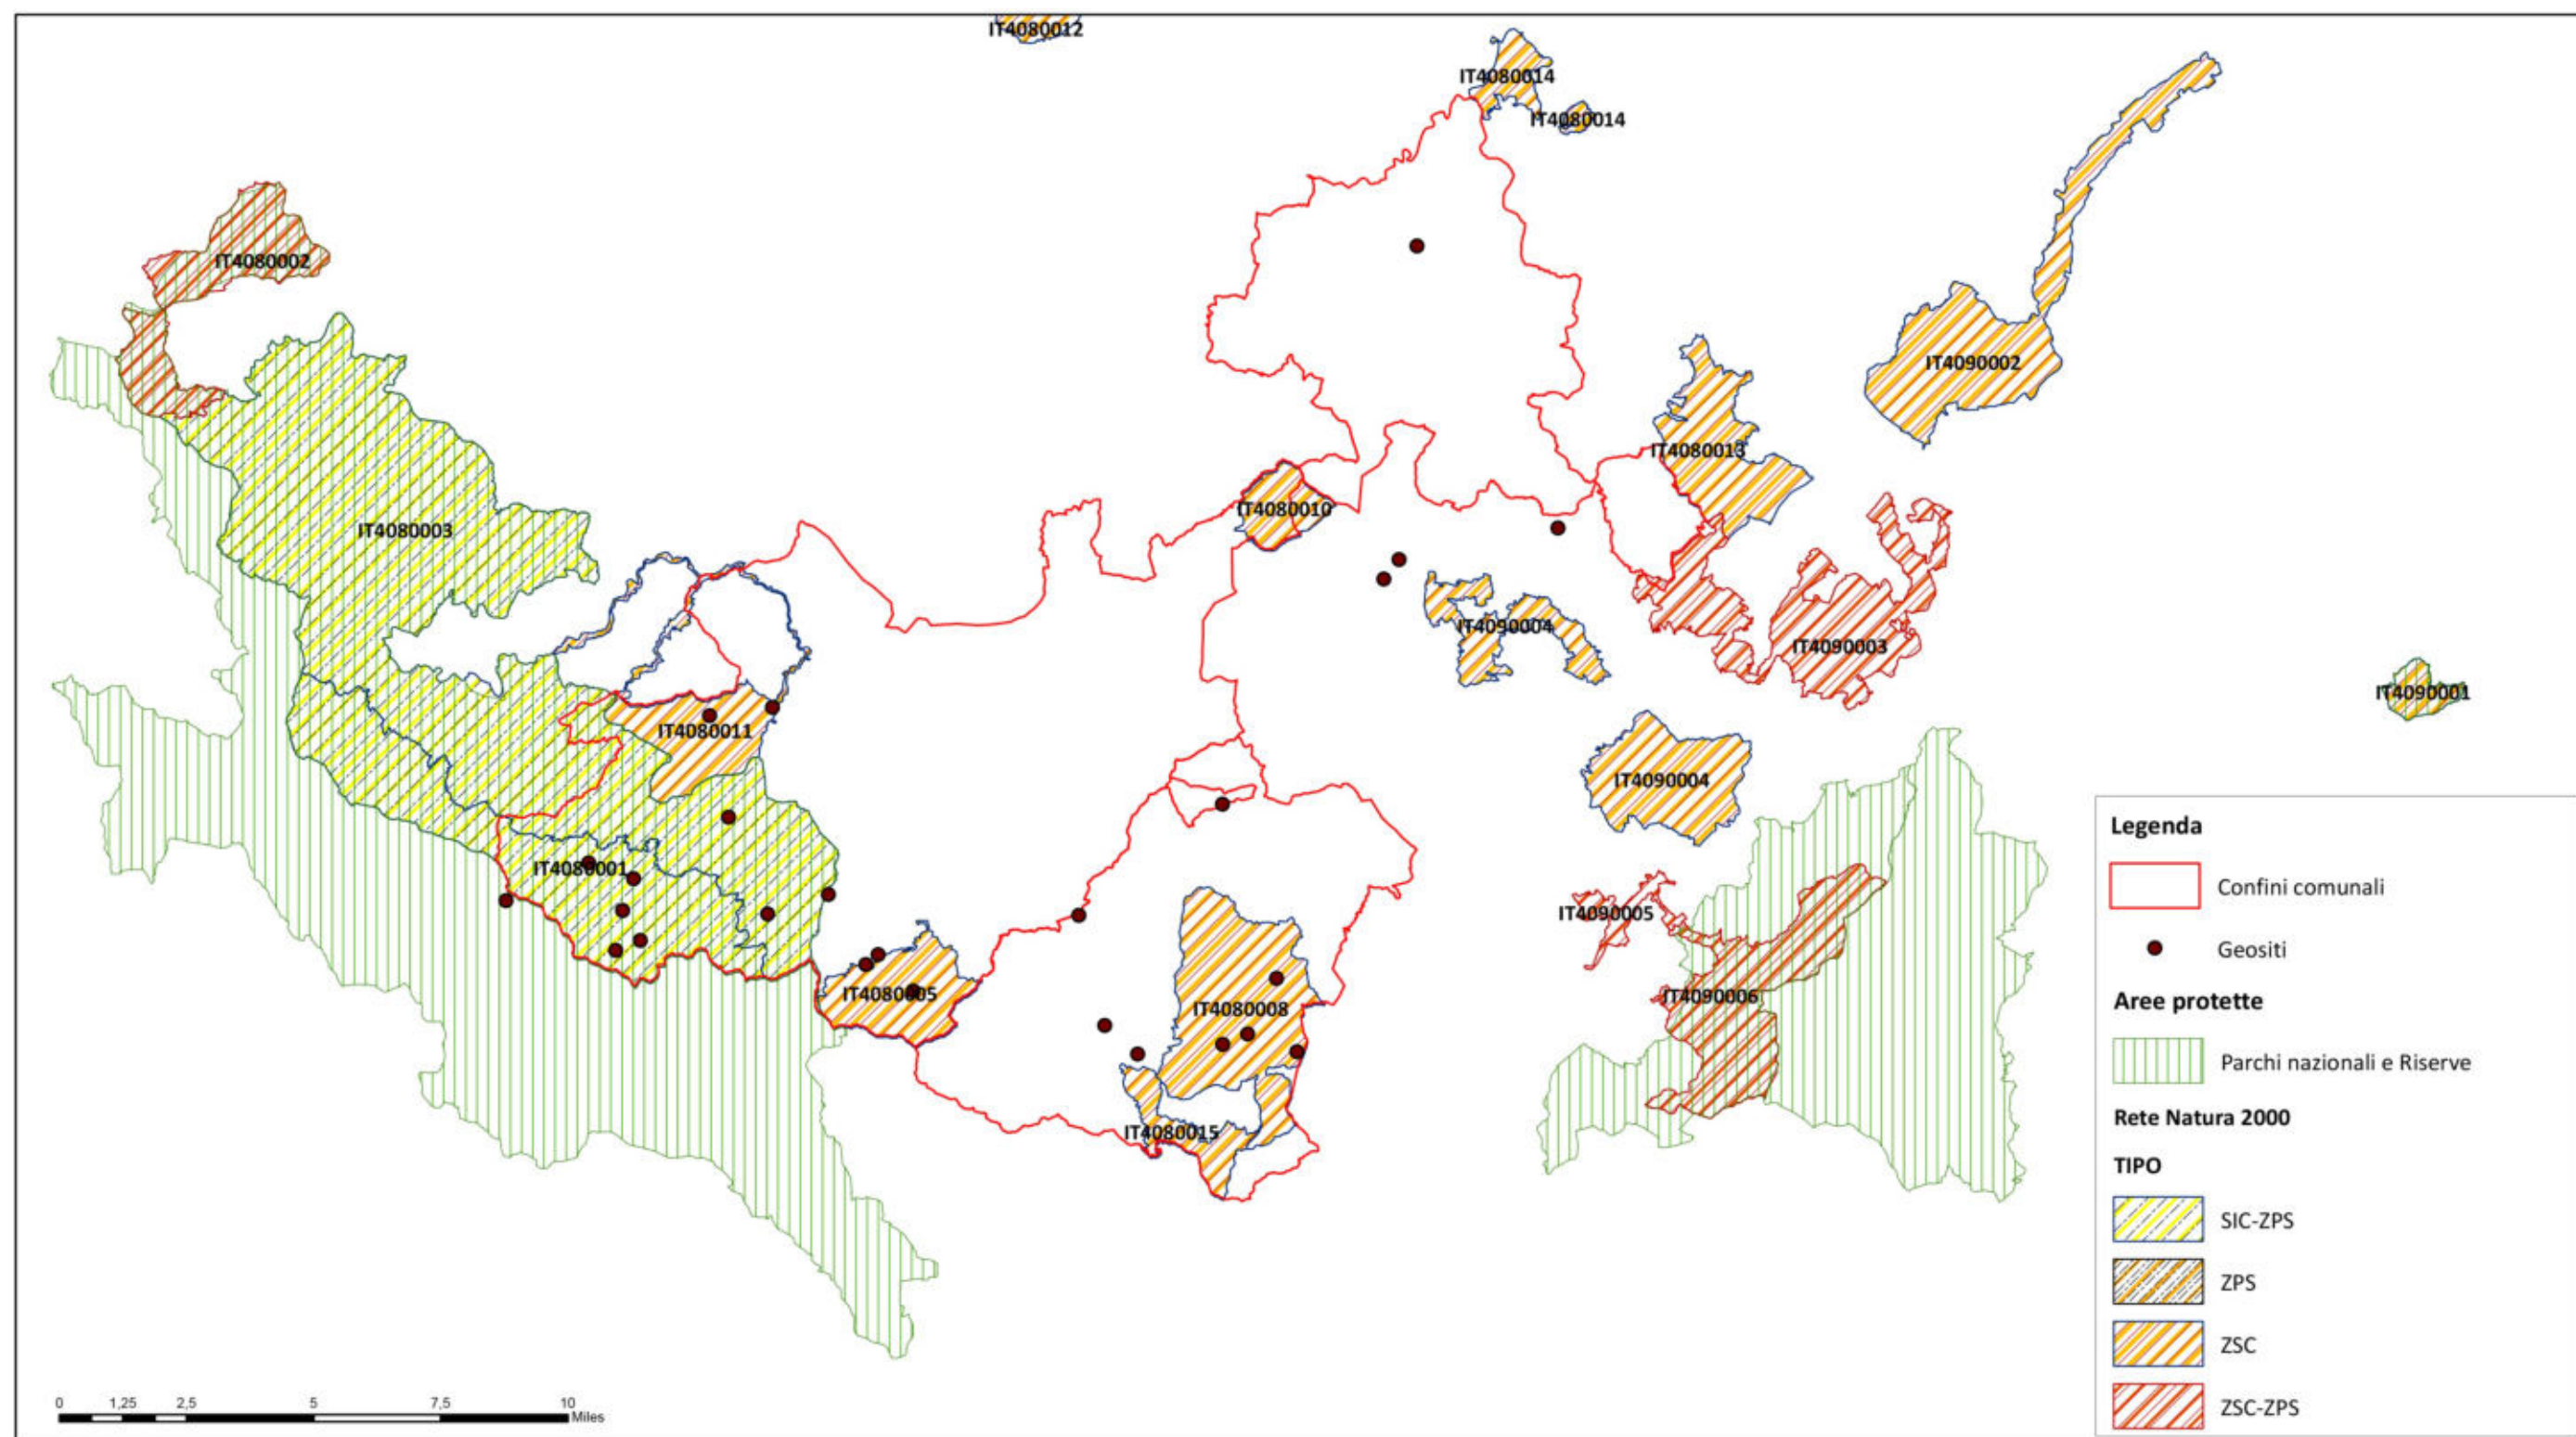 IT4080012
IT4080014
IT4080014
IT4080002
IT4090002
IT4080013
IT4080010
IT4080003
IT4090004
IT4090003
IT4090001
IT4080011
IT4090004
IT4080001
IT4090005
IT4080005
IT4080008
IT4090006
IT4080015
Legenda
Confini comunali
Geositi
Aree protette
Parchi nazionali e Riserve
Rete Natura 2000
TIPO
SIC-ZPS
ZPS
ZSC
ZSC-ZPS
0 1,25 2,5 5 7,5 10
Miles